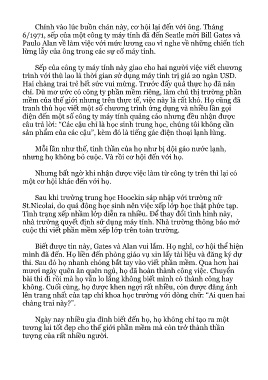 Chính vào lúc buồn chán này, cơ hội lại đến với ông. Tháng
6/1971, sếp của một công ty máy tính đã đến Seatle mời Bill Gates và
Paulo Alan về làm việc với mức lương cao vì nghe về những chiến tích
lừng lẫy của ông trong các sự cố máy tính.
Sếp của công ty máy tính này giao cho hai người việc viết chương
trình với thù lao là thời gian sử dụng máy tính trị giá 20 ngàn USD.
Hai chàng trai trẻ hết sức vui mừng. Trước đấy quả thực họ đã nản
chí. Dù mơ ước có công ty phần mềm riêng, làm chủ thị trường phần
mềm của thế giới nhưng trên thực tế, việc này là rất khó. Họ cũng đã
tranh thủ học viết một số chương trình ứng dụng và nhiều lần gọi
điện đến một số công ty máy tính quảng cáo nhưng đều nhận được
câu trả lời: "Các cậu chỉ là học sinh trung học, chúng tôi không cần
sản phẩm của các cậu", kèm đó là tiếng gác điện thoại lạnh lùng.
Mỗi lần như thế, tinh thần của họ như bị dội gáo nước lạnh,
nhưng họ không bỏ cuộc. Và rồi cơ hội đến với họ.
Nhưng bất ngờ khi nhận được việc làm từ công ty trên thì lại có
một cơ hội khác đến với họ.
Sau khi trường trung học Hoockin sáp nhập với trường nữ
St.Nicolai, do quá đông học sinh nên việc xếp lớp học thật phức tạp.
Tình trạng xếp nhầm lớp diễn ra nhiều. Để thay đổi tình hình này,
nhà trường quyết định sử dụng máy tính. Nhà trường thông báo mở
cuộc thi viết phần mềm xếp lớp trên toàn trường.
Biết được tin này, Gates và Alan vui lắm. Họ nghĩ, cơ hội thể hiện
mình đã đến. Họ liền đến phòng giáo vụ xin lấy tài liệu và đăng ký dự
thi. Sau đó họ nhanh chóng bắt tay vào viết phần mềm. Qua hơn hai
mươi ngày quên ăn quên ngủ, họ đã hoàn thành công việc. Chuyển
bài thi đi rồi mà họ vẫn lo lắng không biết mình có thành công hay
không. Cuối cùng, họ được khen ngợi rất nhiều, còn được đăng ảnh
lên trang nhất của tạp chí khoa học trường với dòng chữ: "Ai quen hai
chàng trai này?".
Ngày nay nhiều gia đình biết đến họ, họ không chỉ tạo ra một
tương lai tốt đẹp cho thế giới phần mềm mà còn trở thành thần
tượng của rất nhiều người.